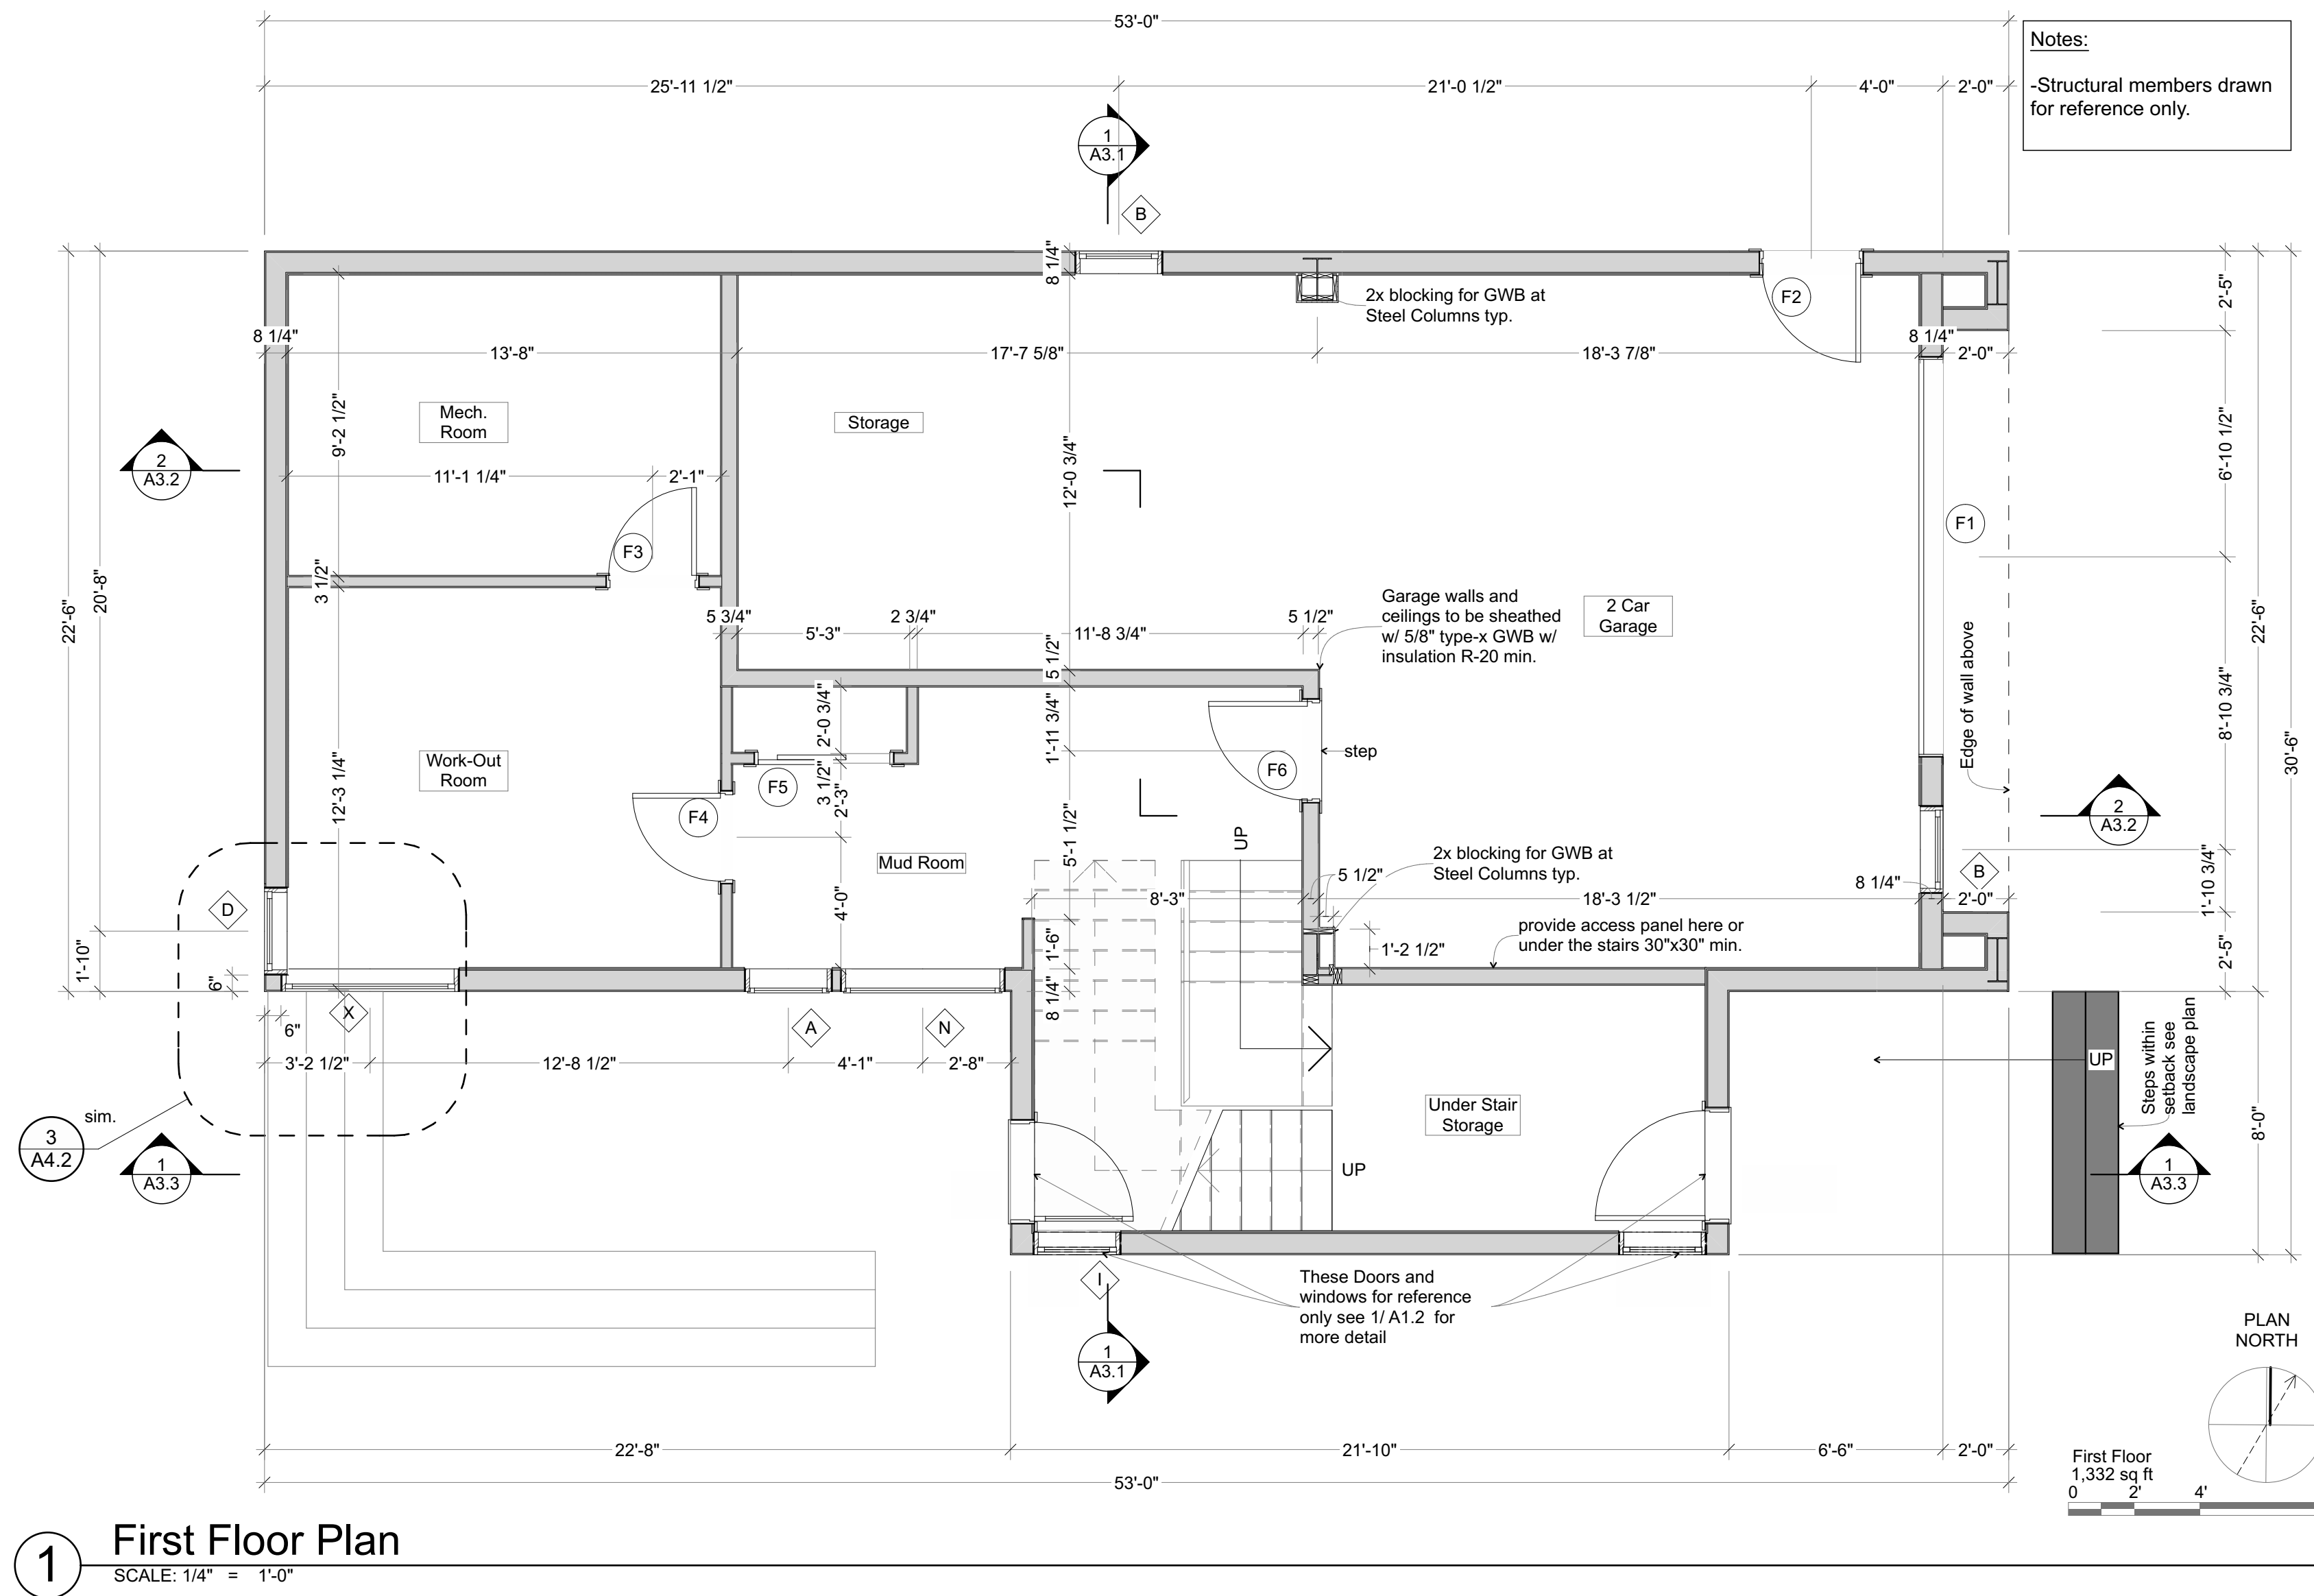 53'-0"
Notes:
-Structural members drawn
for reference only.
25'-11 1/2"
21'-0 1/2"
4'-0"
2'-0"
1
A3.1
B
8 1/4"
2x blocking for GWB at
Steel Columns typ.
F2
2'-5"
8 1/4"
13'-8"
17'-7 5/8"
18'-3 7/8"
8 1/4"
2'-0"
9'-2 1/2"
Mech.
Room
Storage
2
A3.2
11'-1 1/4"
2'-1"
12'-0 3/4"
6'-10 1/2"
F3
F1
3 1/2"
22'-6"
20'-8"
5 3/4"
5'-3"
2 3/4"
11'-8 3/4"
5 1/2"
5 1/2"
Garage walls and
ceilings to be sheathed
w/ 5/8" type-x GWB w/
insulation R-20 min.
2 Car
Garage
22'-6"
30'-6"
Edge of wall above
8'-10 3/4"
2'-0 3/4"
1'-11 3/4"
step
Work-Out
Room
12'-3 1/4"
F5
3 1/2"
2'-3"
F6
F4
5'-1 1/2"
UP
2
A3.2
Mud Room
2x blocking for GWB at
Steel Columns typ.
5 1/2"
8'-3"
18'-3 1/2"
8 1/4"
B
2'-0"
1'-10 3/4"
D
4'-0"
provide access panel here or
under the stairs 30"x30" min.
1'-6"
1'-2 1/2"
2'-5"
1'-10"
6"
6"
X
A
N
8 1/4"
3'-2 1/2"
12'-8 1/2"
4'-1"
2'-8"
UP
Steps within
setback see
landscape plan
8'-0"
sim.
3
A4.2
1
A3.3
Under Stair
Storage
UP
1
A3.3
I
These Doors and
windows for reference
only see 1/ A1.2 for
more detail
1
A3.1
PLAN
NORTH
22'-8"
21'-10"
6'-6"
2'-0"
53'-0"
First Floor
1,332 sq ft
0 2' 4'
1
First Floor Plan
SCALE: 1/4" = 1'-0"